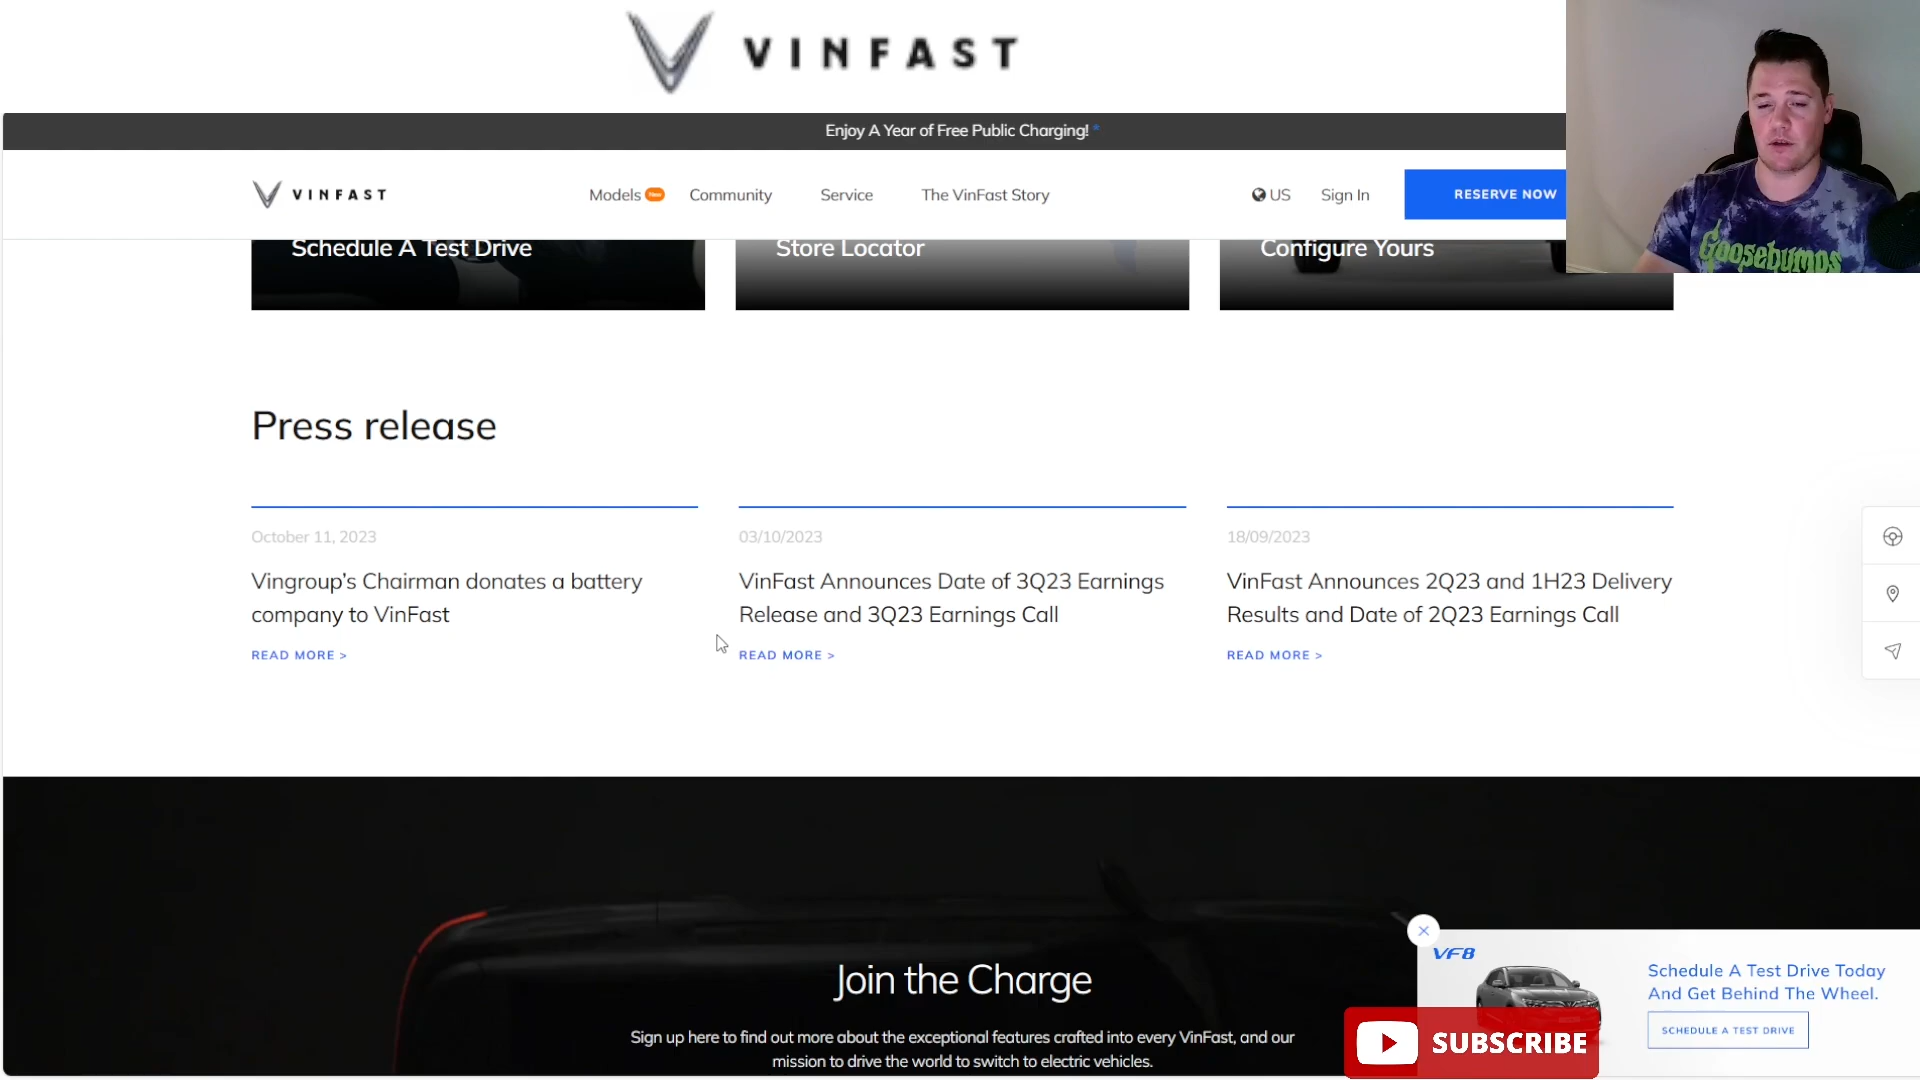 VINFAST
Enjoy A Year of Free Public Charging! *
VINFAST
Models New
Community
Service
The VinFast Story
US
Sign In
RESERVE NOW
Goosebumps
Schedule A Test Drive
Store Locator
Configure Yours
Press release
October 11, 2023
Vingroup's Chairman donates a battery
company to VinFast
READ MORE >
03/10/2023
VinFast Announces Date of 3Q23 Earnings
Release and 3Q23 Earnings Call
READ MORE >
18/09/2023
VinFast Announces 2Q23 and 1H23 Delivery
Results and Date of 2Q23 Earnings Call
READ MORE >
Join the Charge
Sign up here to find out more about the exceptional features crafted into every VinFast, and our
mission to drive the world to switch to electric vehicles.
VF8
Schedule A Test Drive Today
And Get Behind The Wheel.
SCHEDULE A TEST DRIVE
SUBSCRIBE